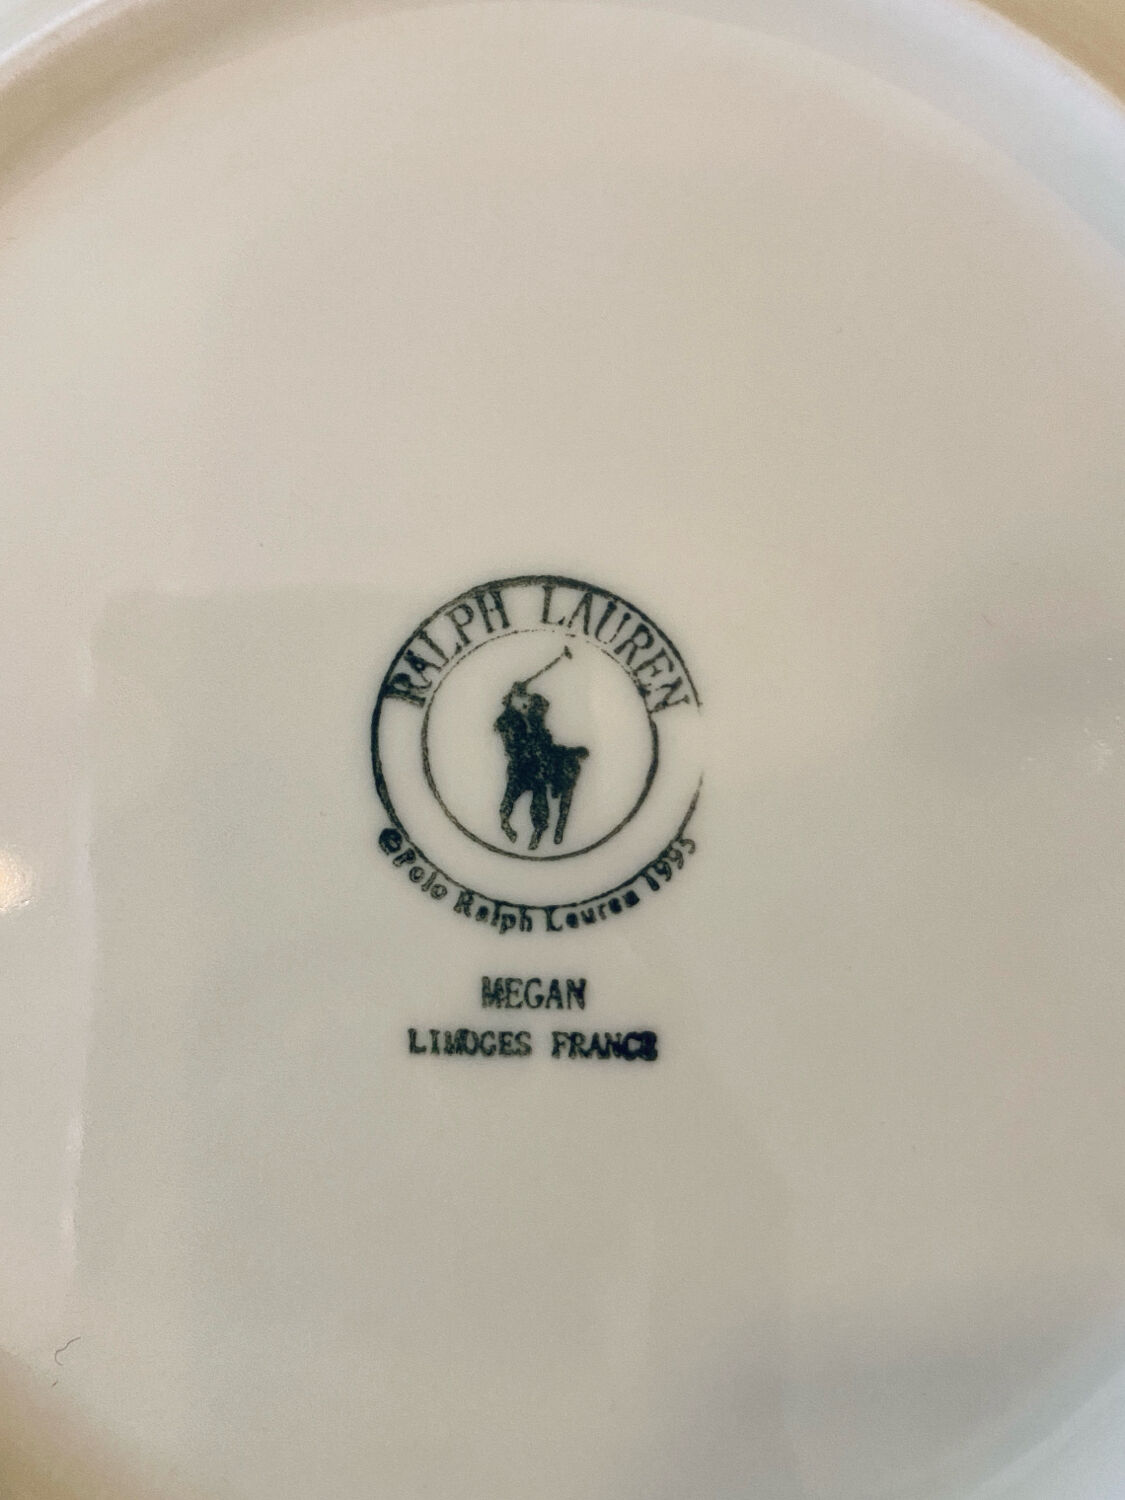 RALPH LAUREN
©Polo Ralph Lauren 1995
MEGAN
LIMOGES FRANCE